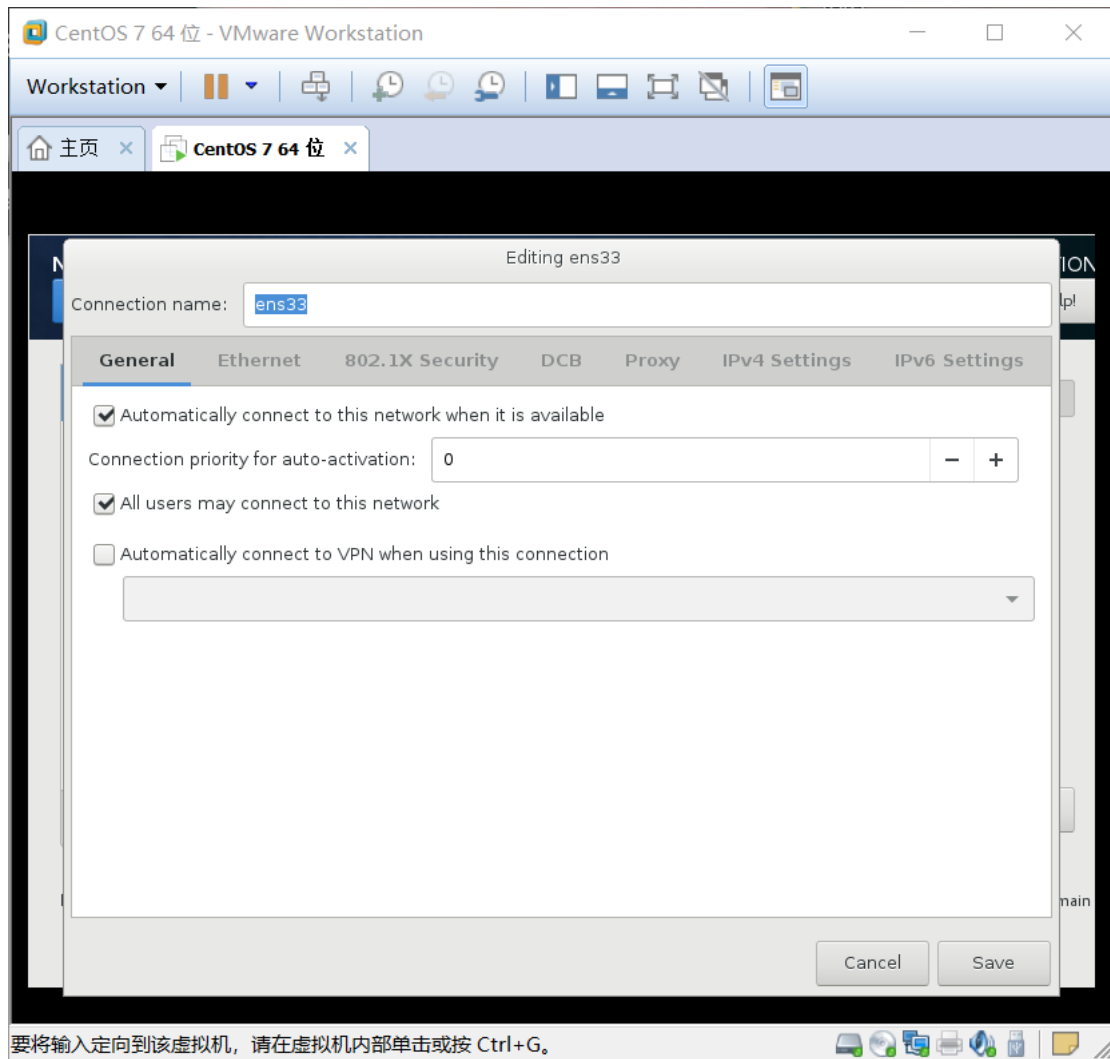 CentOS 7 64 位 - VMware Workstation
Workstation
主页
CentOS 7 64 位
Editing ens33
Connection name: ens33
General Ethernet 802.1X Security DCB Proxy IPv4 Settings IPv6 Settings
Automatically connect to this network when it is available
Connection priority for auto-activation: 0
All users may connect to this network
Automatically connect to VPN when using this connection
Cancel Save
要将输入定向到该虚拟机，请在虚拟机内部单击或按 Ctrl+G。